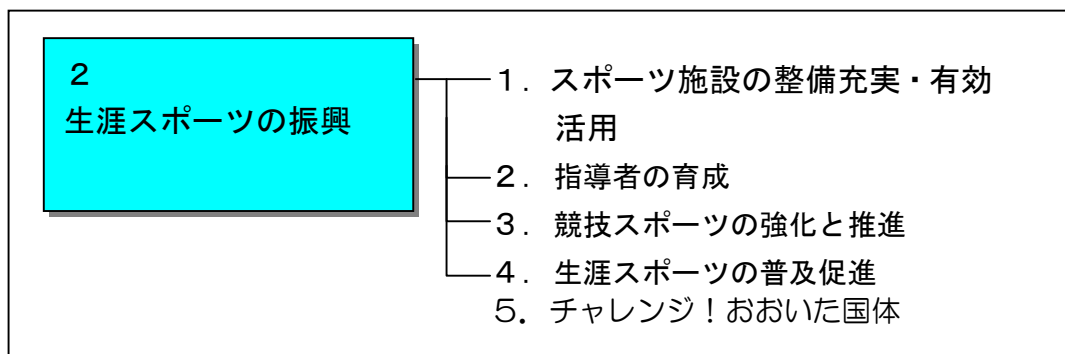 ２
生涯スポーツの振興
１．スポーツ施設の整備充実・有効
活用
２．指導者の育成
３．競技スポーツの強化と推進
４．生涯スポーツの普及促進
５．チャレンジ！おおいた国体